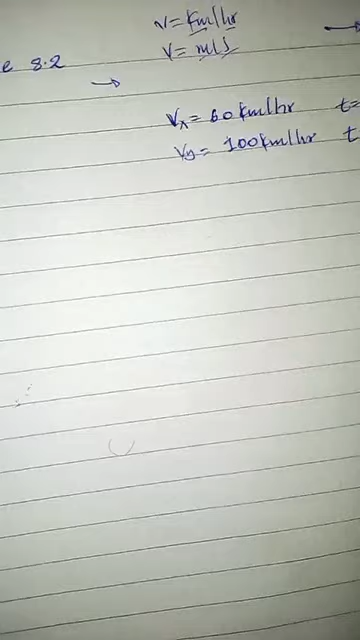 v = km/hr
v = m/s
e 8.2
→
→
Vx = 60 km/hr t =
Vy = 100 km/hr t